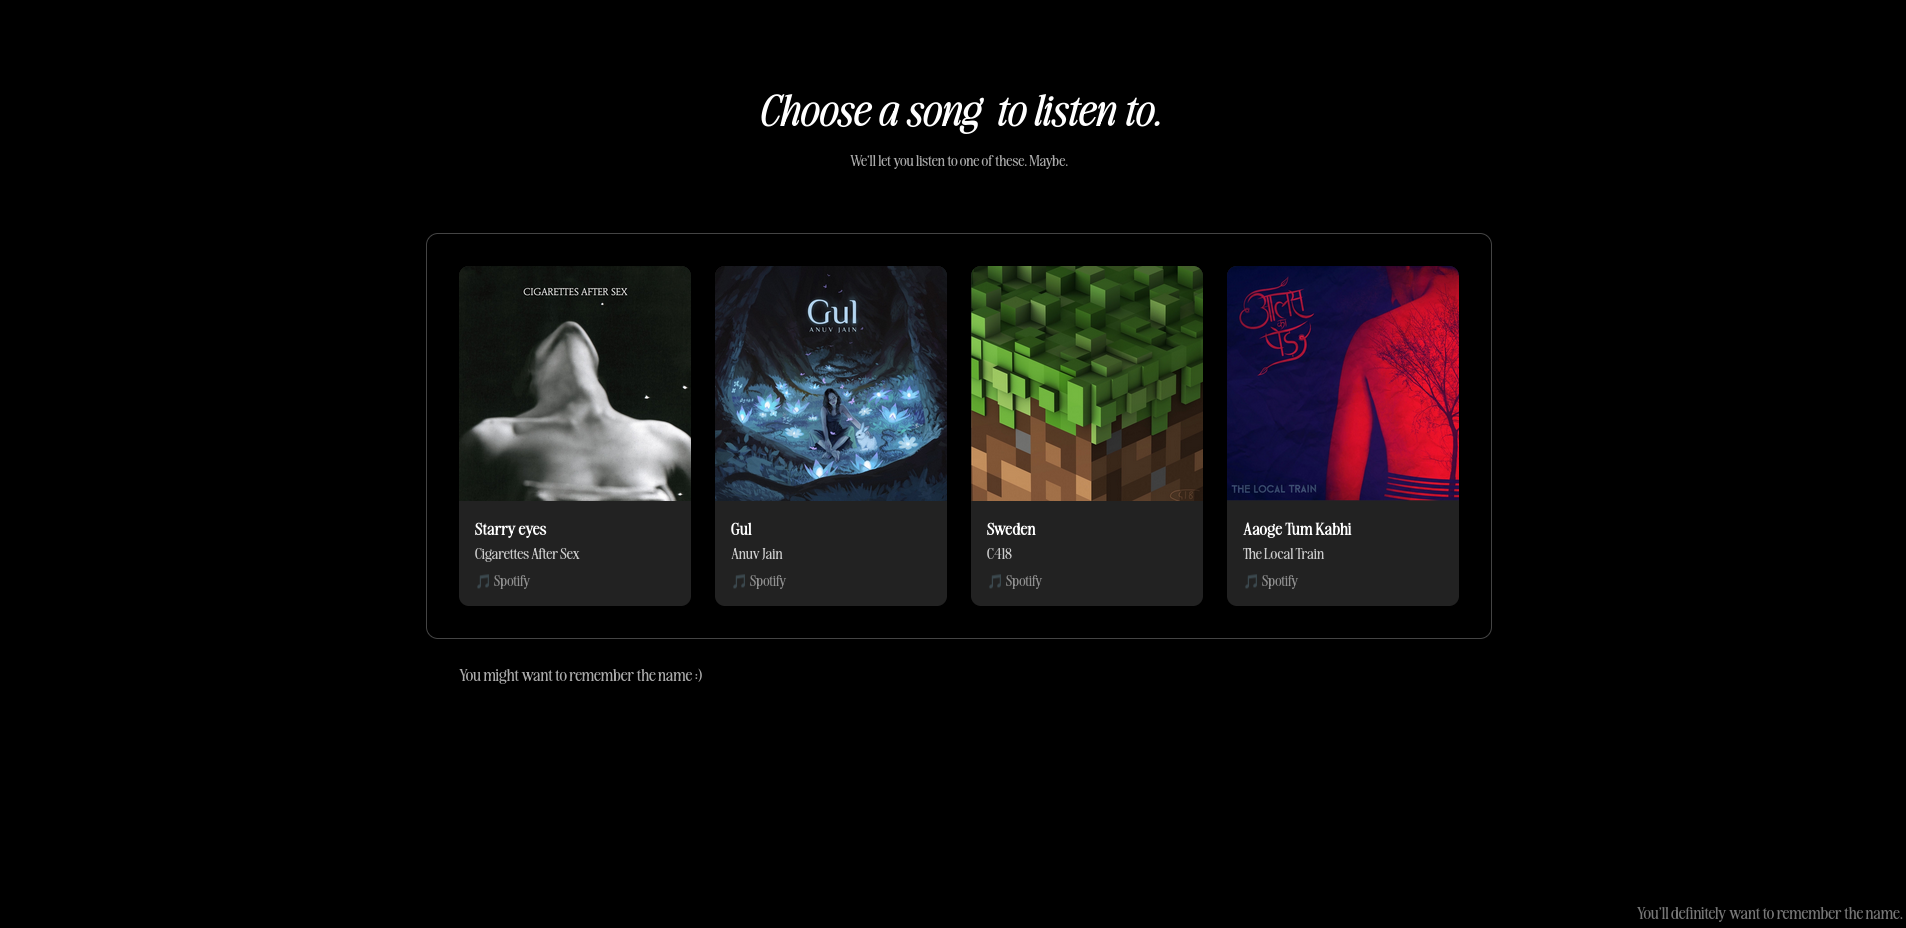 Choose a song to listen to.
We'll let you listen to one of these. Maybe.
CIGARETTES AFTER SEX
Gul
ANUV JAIN
आलस
का
पेड़
THE LOCAL TRAIN
C418
Starry eyes
Cigarettes After Sex
🎵 Spotify
Gul
Anuv Jain
🎵 Spotify
Sweden
C418
🎵 Spotify
Aaoge Tum Kabhi
The Local Train
🎵 Spotify
You might want to remember the name :)
You'll definitely want to remember the name.